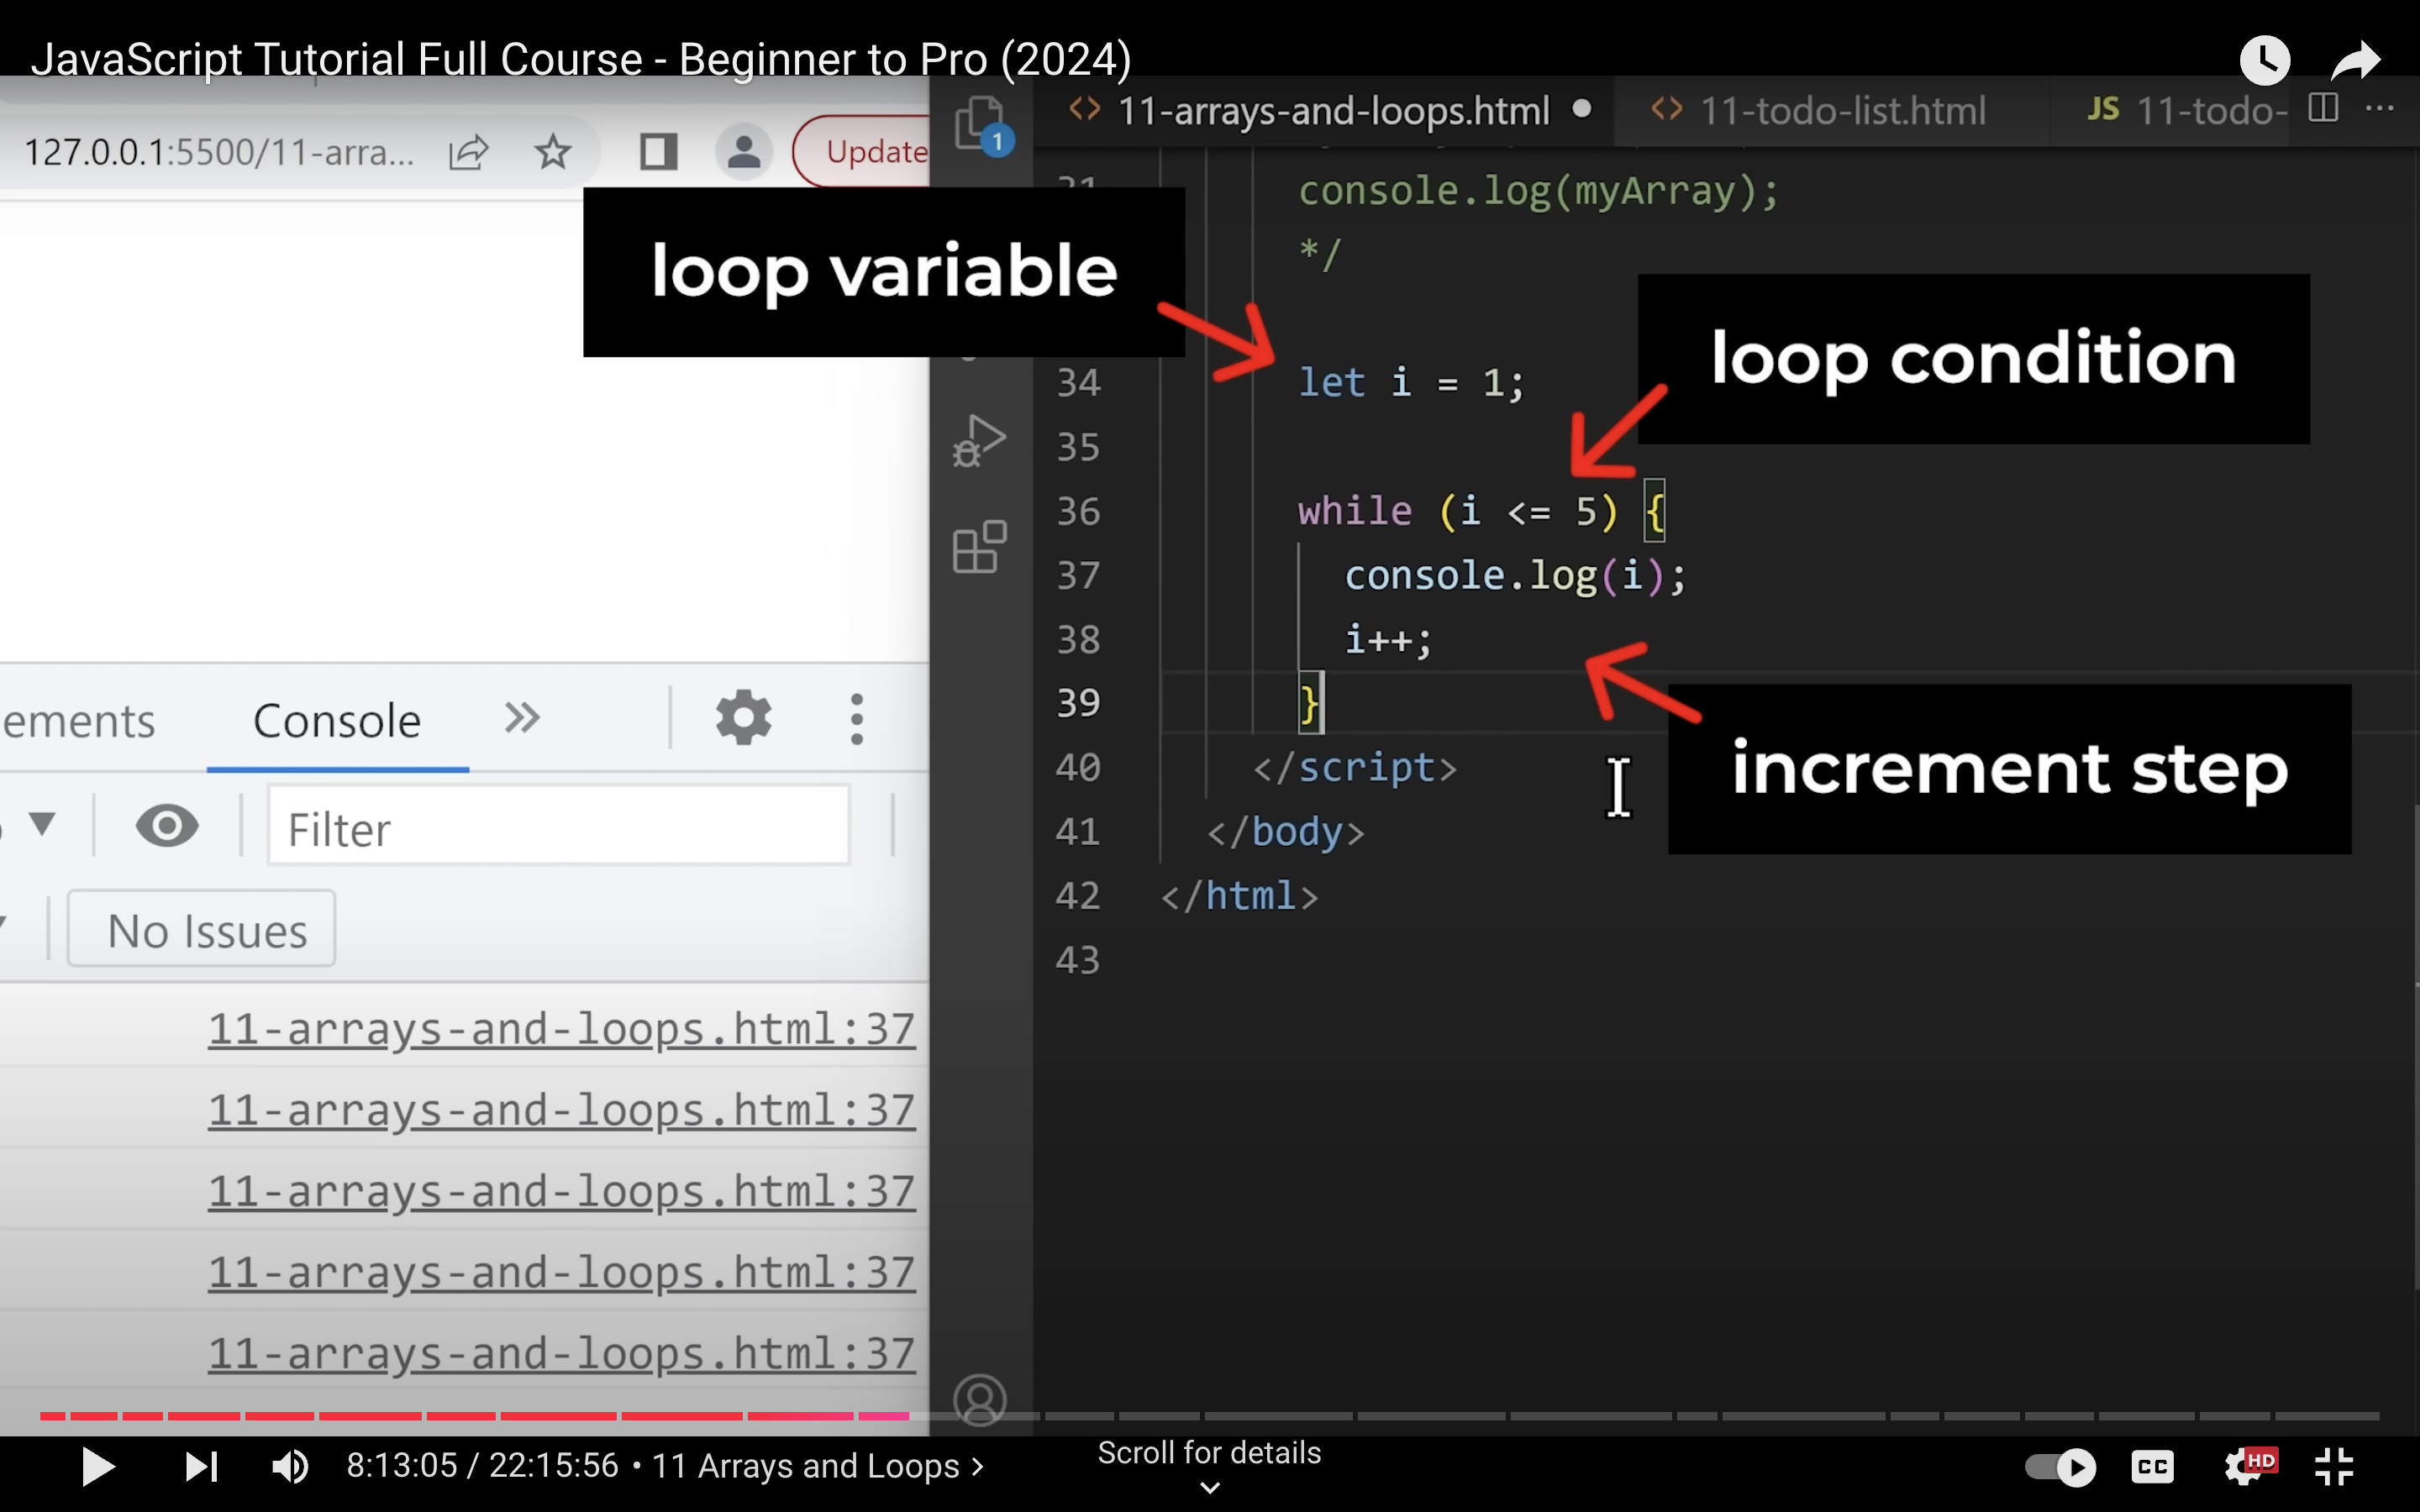 JavaScript Tutorial Full Course - Beginner to Pro (2024)
127.0.0.1:5500/11-arra...
Update
1
11-arrays-and-loops.html
11-todo-list.html
JS 11-todo-
console.log(myArray);
*/
loop variable
loop condition
34 let i = 1;
35
36 while (i <= 5) {
37 console.log(i);
38 i++;
39 }
increment step
40 </script>
41 </body>
42 </html>
43
ements
Console
Filter
No Issues
11-arrays-and-loops.html:37
11-arrays-and-loops.html:37
11-arrays-and-loops.html:37
11-arrays-and-loops.html:37
11-arrays-and-loops.html:37
8:13:05 / 22:15:56 • 11 Arrays and Loops >
Scroll for details
CC
HD